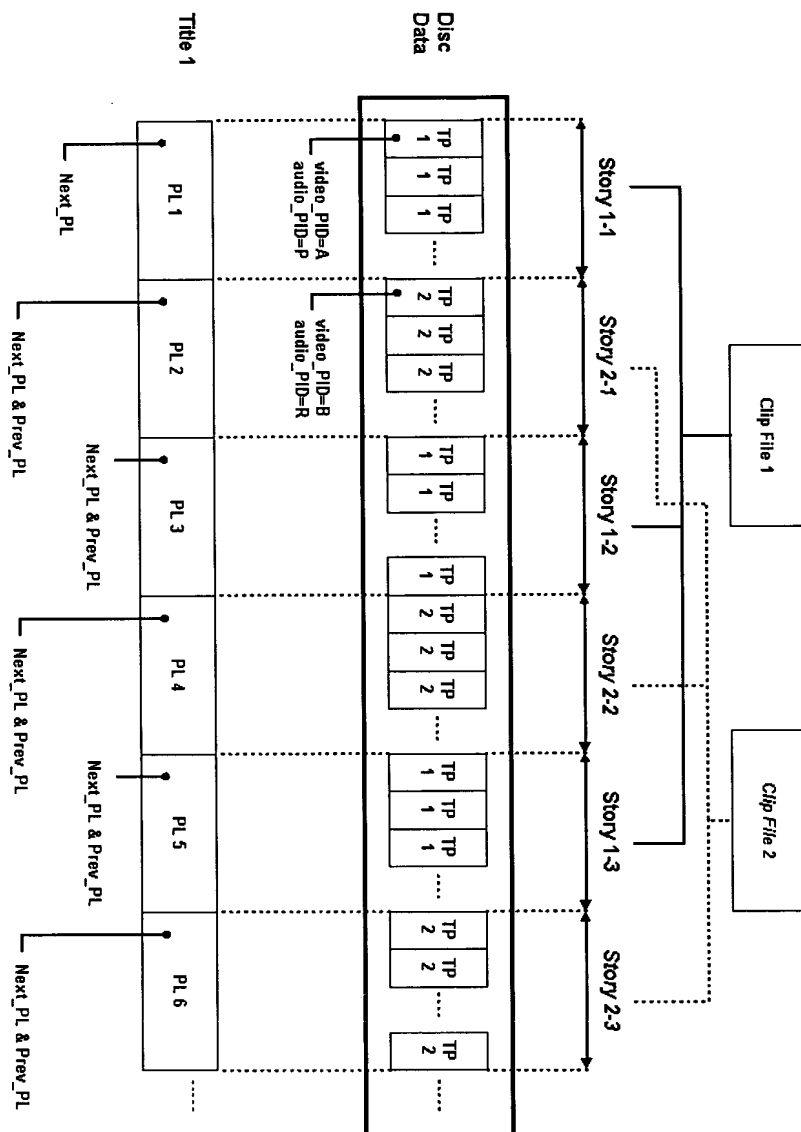 Clip File 1
Clip File 2
Story 1-1
Story 2-1
Story 1-2
Story 2-2
Story 1-3
Story 2-3
Disc
Data
TP
1
TP
1
TP
1
TP
2
TP
2
TP
2
TP
1
TP
1
TP
1
TP
2
TP
2
TP
2
TP
1
TP
1
TP
1
TP
2
TP
2
TP
2
video_PID=A
audio_PID=P
video_PID=B
audio_PID=R
Title 1
PL 1
PL 2
PL 3
PL 4
PL 5
PL 6
Next_PL
Next_PL & Prev_PL
Next_PL & Prev_PL
Next_PL & Prev_PL
Next_PL & Prev_PL
Next_PL & Prev_PL